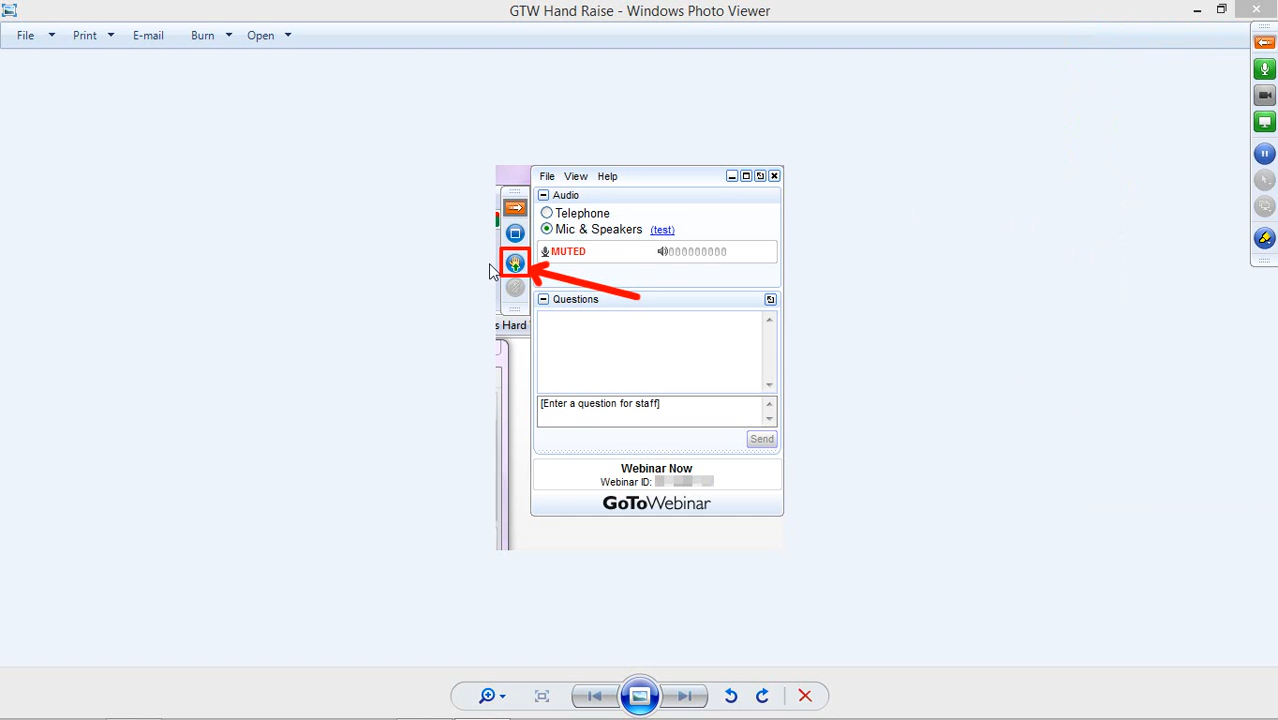 GTW Hand Raise - Windows Photo Viewer
File Print E-mail Burn Open
File View Help
Audio
Telephone
Mic & Speakers (test)
MUTED
s Hard
Questions
[Enter a question for staff]
Send
Webinar Now
Webinar ID:
GoToWebinar